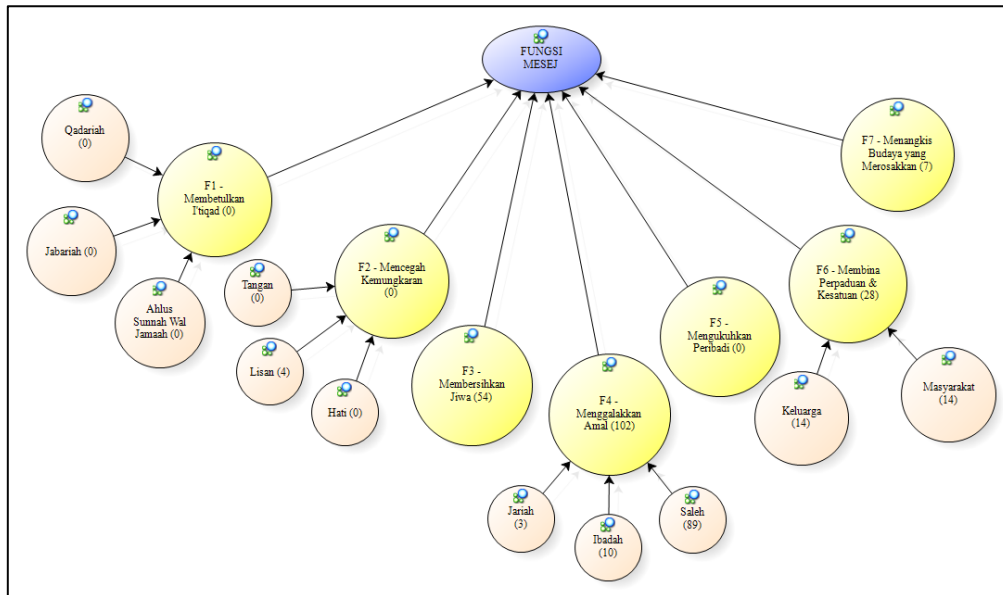 FUNGSI
MESEJ
Qadariah
(0)
Jabariah (0)
Ahlus
Sunnah Wal
Jamaah (0)
F1 -
Membetulkan
I'tiqad (0)
Tangan
(0)
Lisan (4)
Hati (0)
F2 - Mencegah
Kemungkaran
(0)
F3 -
Membersihkan
Jiwa (54)
F4 -
Menggalakkan
Amal (102)
Jariah
(3)
Ibadah
(10)
Saleh
(89)
F5 -
Mengukuhkan
Peribadi (0)
F6 - Membina
Perpaduan &
Kesatuan (28)
Keluarga
(14)
Masyarakat
(14)
F7 - Menangkis
Budaya yang
Merosakkan (7)